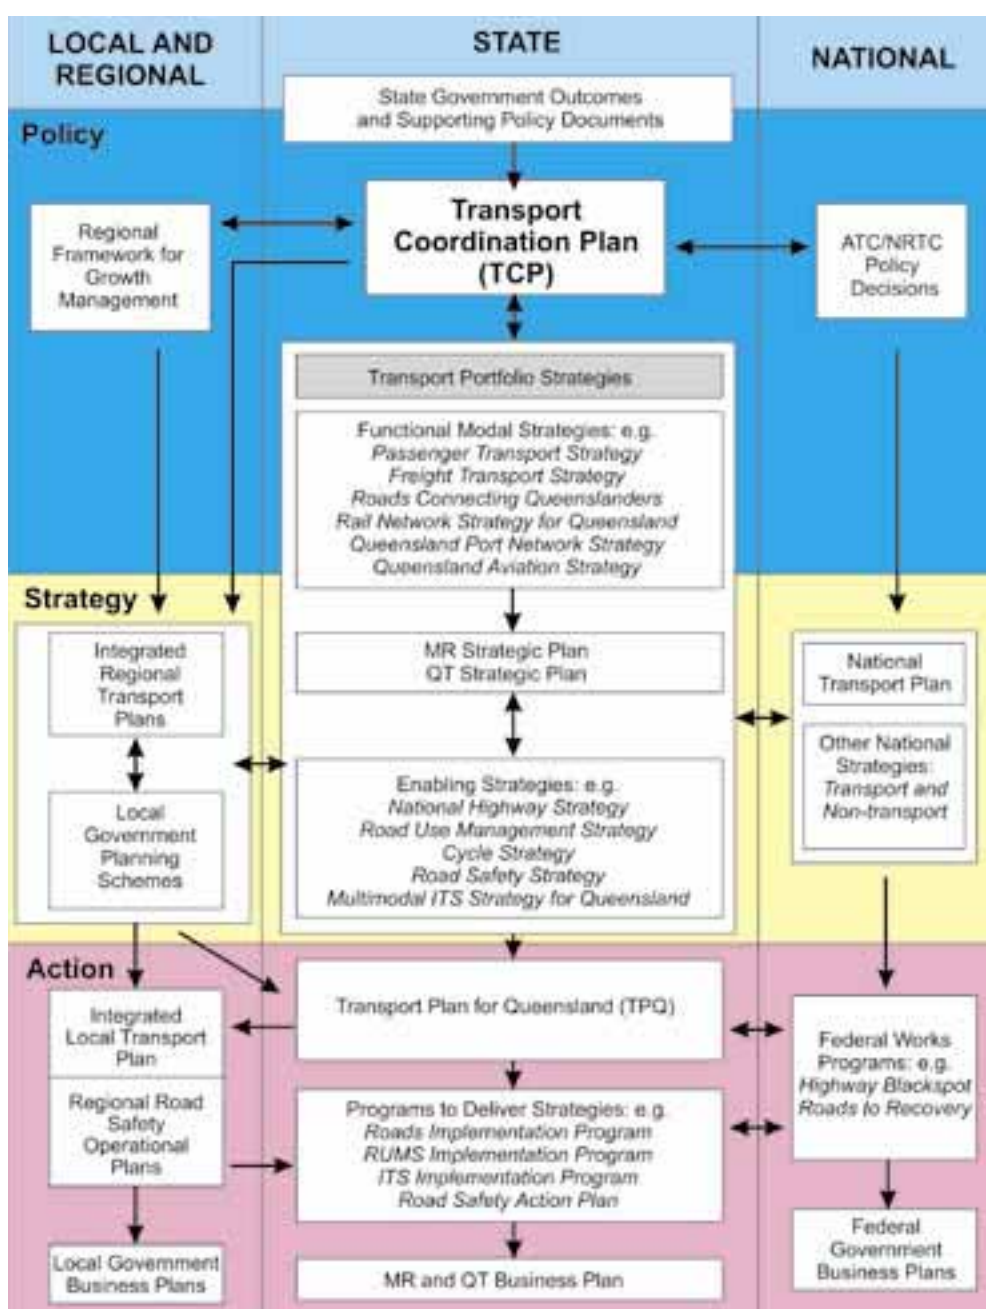 LOCAL AND
REGIONAL
STATE
NATIONAL
State Government Outcomes
and Supporting Policy Documents
Policy
Transport
Coordination Plan
(TCP)
Regional
Framework for
Growth
Management
ATC/NRTC
Policy
Decisions
Transport Portfolio Strategies
Functional Modal Strategies: e.g.
Passenger Transport Strategy
Freight Transport Strategy
Roads Connecting Queenslanders
Rail Network Strategy for Queensland
Queensland Port Network Strategy
Queensland Aviation Strategy
Strategy
Integrated
Regional
Transport
Plans
Local
Government
Planning
Schemes
MR Strategic Plan
QT Strategic Plan
Enabling Strategies: e.g.
National Highway Strategy
Road Use Management Strategy
Cycle Strategy
Road Safety Strategy
Multimodal ITS Strategy for Queensland
National
Transport Plan
Other National
Strategies:
Transport and
Non-transport
Action
Integrated
Local Transport
Plan
Regional Road
Safety
Operational
Plans
Local Government
Business Plans
Transport Plan for Queensland (TPQ)
Programs to Deliver Strategies: e.g.
Roads Implementation Program
RUMS Implementation Program
ITS Implementation Program
Road Safety Action Plan
MR and QT Business Plan
Federal Works
Programs: e.g.
Highway Blackspot
Roads to Recovery
Federal
Government
Business Plans